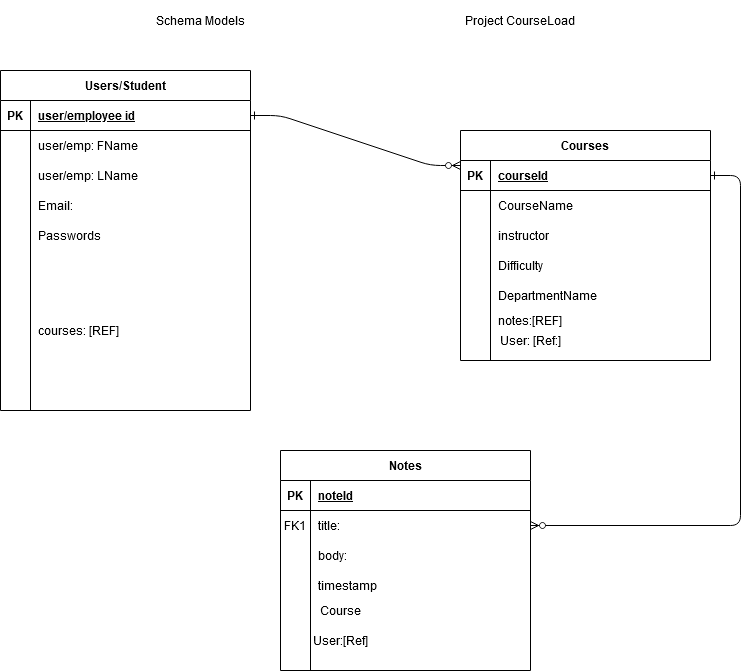 Schema Models
Project CourseLoad
Users/Student
PK user/employee id
user/emp: FName
user/emp: LName
Email:
Passwords
courses: [REF]
Courses
PK courseId
CourseName
instructor
Difficulty
DepartmentName
notes:[REF]
User: [Ref:]
Notes
PK noteId
FK1 title:
body:
timestamp
Course
User:[Ref]